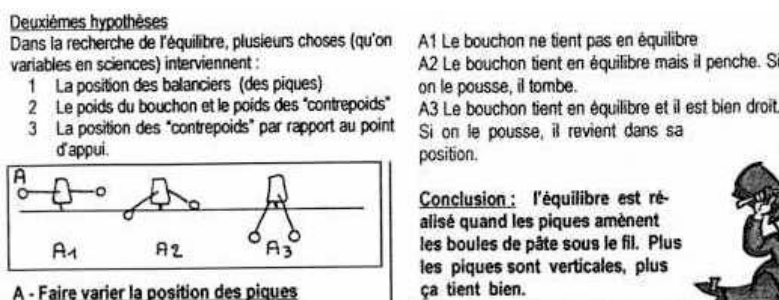 Deuxièmes hypothèses
Dans la recherche de l'équilibre, plusieurs choses (qu'on
variables en sciences) interviennent :
1 La position des balanciers (des piques)
2 Le poids du bouchon et le poids des "contrepoids"
3 La position des "contrepoids" par rapport au point
d'appui.
A
A1 A2 A3
A - Faire varier la position des piques
A1 Le bouchon ne tient pas en équilibre
A2 Le bouchon tient en équilibre mais il penche. Si
on le pousse, il tombe.
A3 Le bouchon tient en équilibre et il est bien droit.
Si on le pousse, il revient dans sa
position.
Conclusion : l'équilibre est ré-
alisé quand les piques amènent
les boules de pâte sous le fil. Plus
les piques sont verticales, plus
ça tient bien.